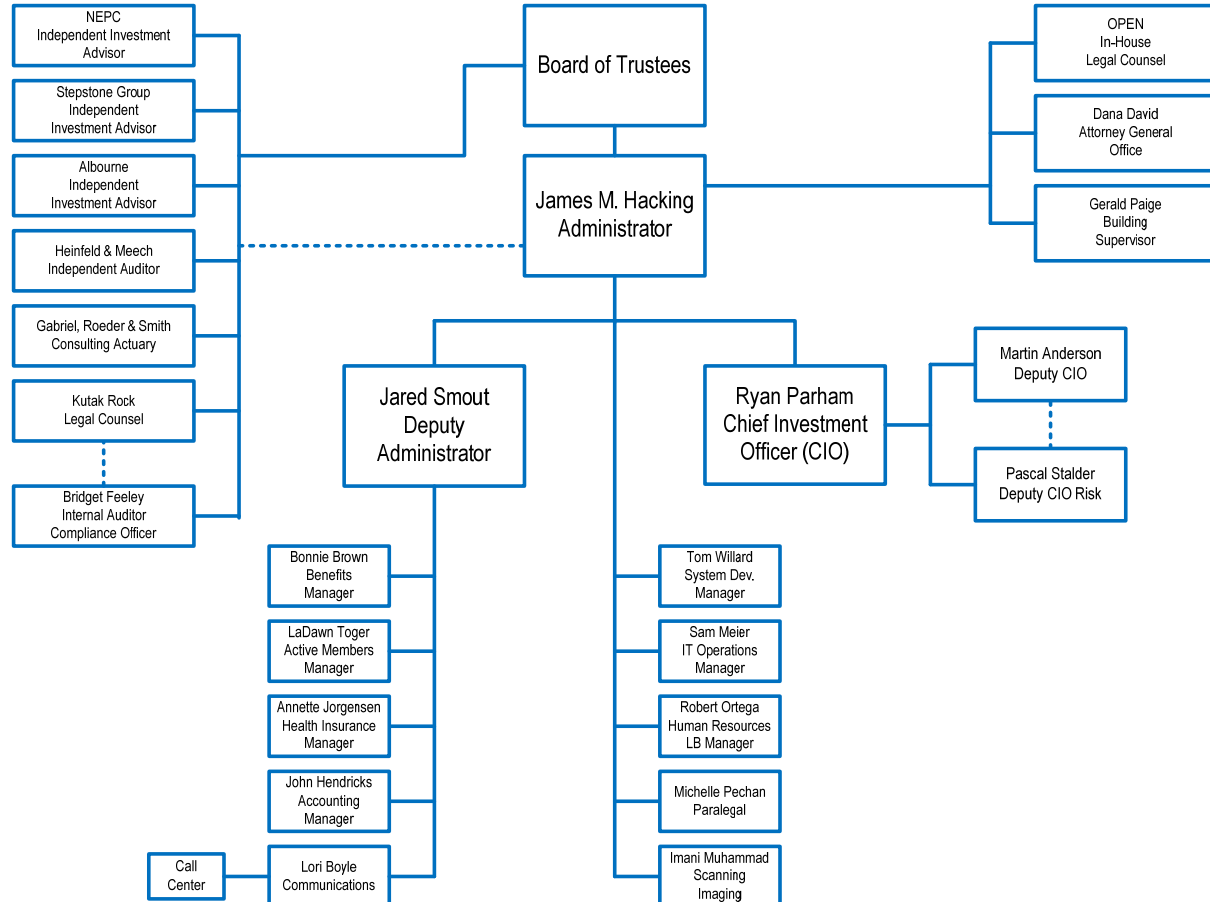 NEPC
Independent Investment
Advisor
Stepstone Group
Independent
Investment Advisor
Albourne
Independent
Investment Advisor
Heinfeld & Meech
Independent Auditor
Gabriel, Roeder & Smith
Consulting Actuary
Kutak Rock
Legal Counsel
Bridget Feeley
Internal Auditor
Compliance Officer
Board of Trustees
James M. Hacking
Administrator
OPEN
In-House
Legal Counsel
Dana David
Attorney General
Office
Gerald Paige
Building
Supervisor
Jared Smout
Deputy
Administrator
Ryan Parham
Chief Investment
Officer (CIO)
Martin Anderson
Deputy CIO
Pascal Stalder
Deputy CIO Risk
Bonnie Brown
Benefits
Manager
LaDawn Toger
Active Members
Manager
Annette Jorgensen
Health Insurance
Manager
John Hendricks
Accounting
Manager
Lori Boyle
Communications
Call
Center
Tom Willard
System Dev.
Manager
Sam Meier
IT Operations
Manager
Robert Ortega
Human Resources
LB Manager
Michelle Pechan
Paralegal
Imani Muhammad
Scanning
Imaging